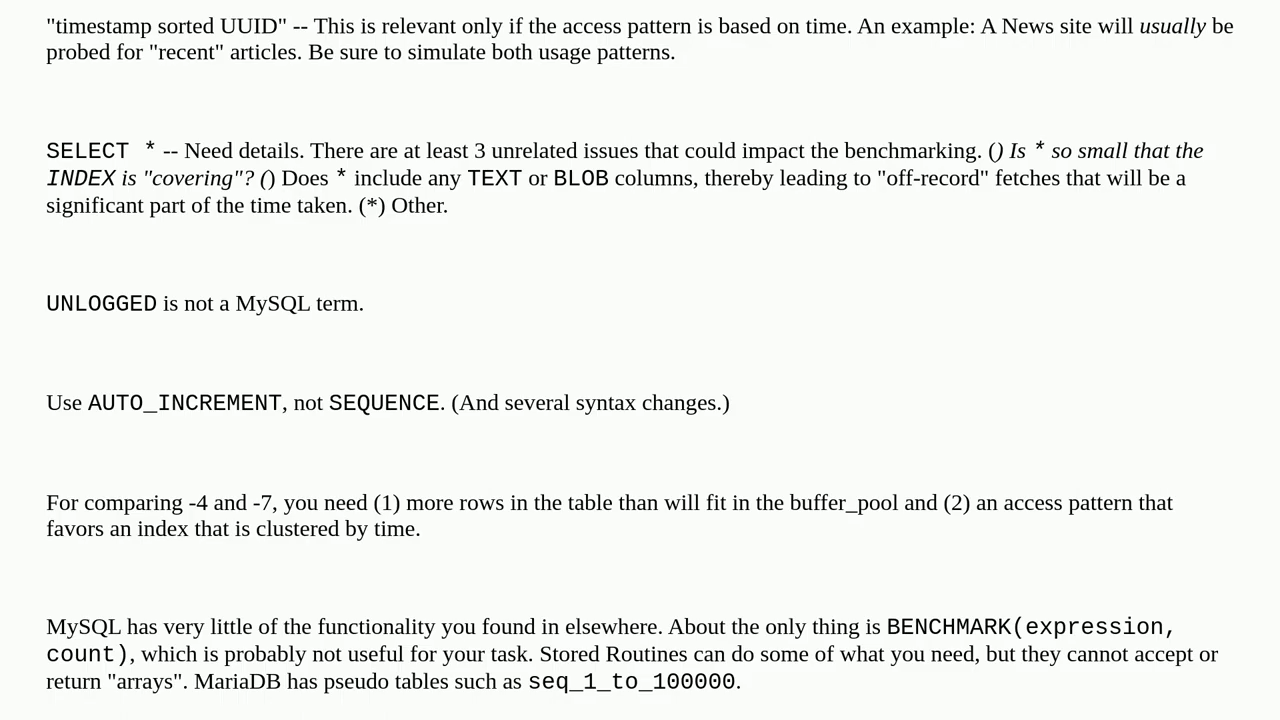 "timestamp sorted UUID" -- This is relevant only if the access pattern is based on time. An example: A News site will usually be
probed for "recent" articles. Be sure to simulate both usage patterns.
SELECT * -- Need details. There are at least 3 unrelated issues that could impact the benchmarking. () Is * so small that the
INDEX is "covering"? () Does * include any TEXT or BLOB columns, thereby leading to "off-record" fetches that will be a
significant part of the time taken. (*) Other.
UNLOGGED is not a MySQL term.
Use AUTO_INCREMENT, not SEQUENCE. (And several syntax changes.)
For comparing -4 and -7, you need (1) more rows in the table than will fit in the buffer_pool and (2) an access pattern that
favors an index that is clustered by time.
MySQL has very little of the functionality you found in elsewhere. About the only thing is BENCHMARK(expression,
count), which is probably not useful for your task. Stored Routines can do some of what you need, but they cannot accept or
return "arrays". MariaDB has pseudo tables such as seq_1_to_100000.